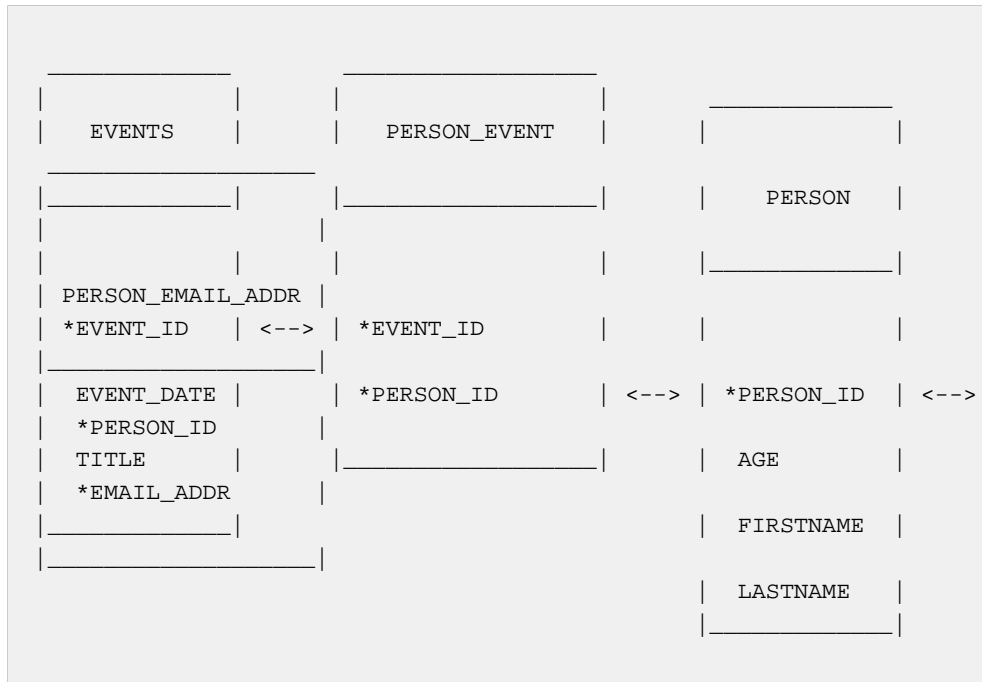 EVENTS PERSON_EVENT
PERSON
PERSON_EMAIL_ADDR
*EVENT_ID <--> *EVENT_ID
EVENT_DATE *PERSON_ID <--> *PERSON_ID <-->
*PERSON_ID
TITLE AGE
*EMAIL_ADDR
FIRSTNAME
LASTNAME